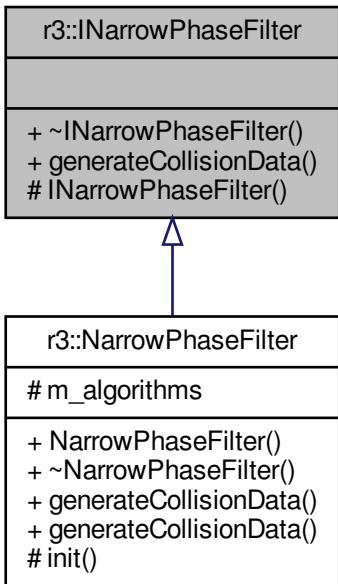 r3::INarrowPhaseFilter
+ ~INarrowPhaseFilter()
+ generateCollisionData()
# INarrowPhaseFilter()
r3::NarrowPhaseFilter
# m_algorithms
+ NarrowPhaseFilter()
+ ~NarrowPhaseFilter()
+ generateCollisionData()
+ generateCollisionData()
# init()